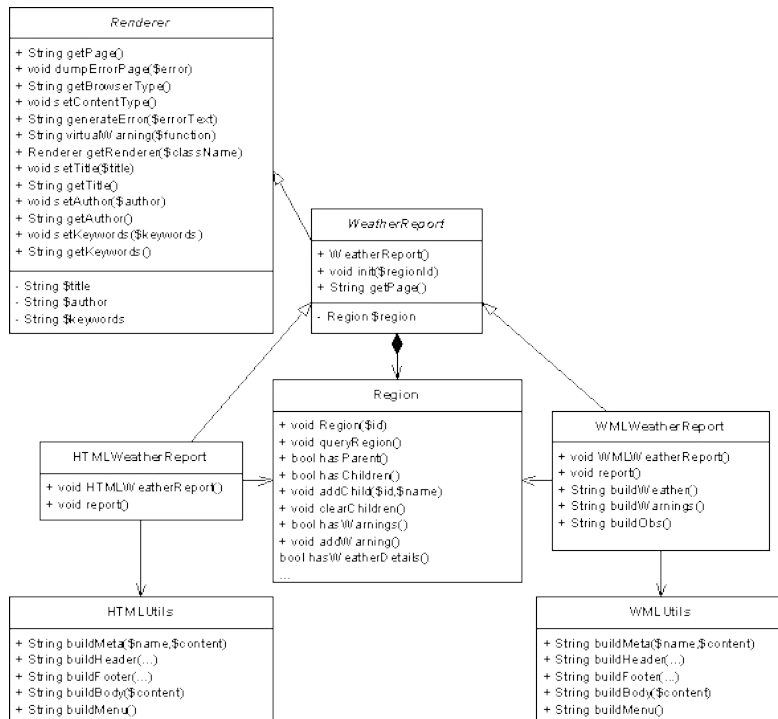 Renderer
+ String getPage()
+ void dumpErrorPage($error)
+ String getBrowserType()
+ void setContentType()
+ String generateError($errorText)
+ String virtualWarning($function)
+ Renderer getRenderer($className)
+ void setTitle($title)
+ String getTitle()
+ void setAuthor($author)
+ String getAuthor()
+ void setKeywords($keywords)
+ String getKeywords()
- String $title
- String $author
- String $keywords
WeatherReport
+ WeatherReport()
+ void init($regionId)
+ String getPage()
- Region $region
Region
+ void Region($id)
+ void queryRegion()
+ bool hasParent()
+ bool hasChildren()
+ void addChild($id,$name)
+ void clearChildren()
+ bool hasWarnings()
+ void addWarning()
bool hasWeatherDetails()
...
HTMLWeatherReport
+ void HTMLWeatherReport()
+ void report()
WMLWeatherReport
+ void WMLWeatherReport()
+ void report()
+ String buildWeather()
+ String buildWarnings()
+ String buildObs()
HTMLUtils
+ String buildMeta($name,$content)
+ String buildHeader(...)
+ String buildFooter(...)
+ String buildBody($content)
+ String buildMenu()
WMLUtils
+ String buildMeta($name,$content)
+ String buildHeader(...)
+ String buildFooter(...)
+ String buildBody($content)
+ String buildMenu()